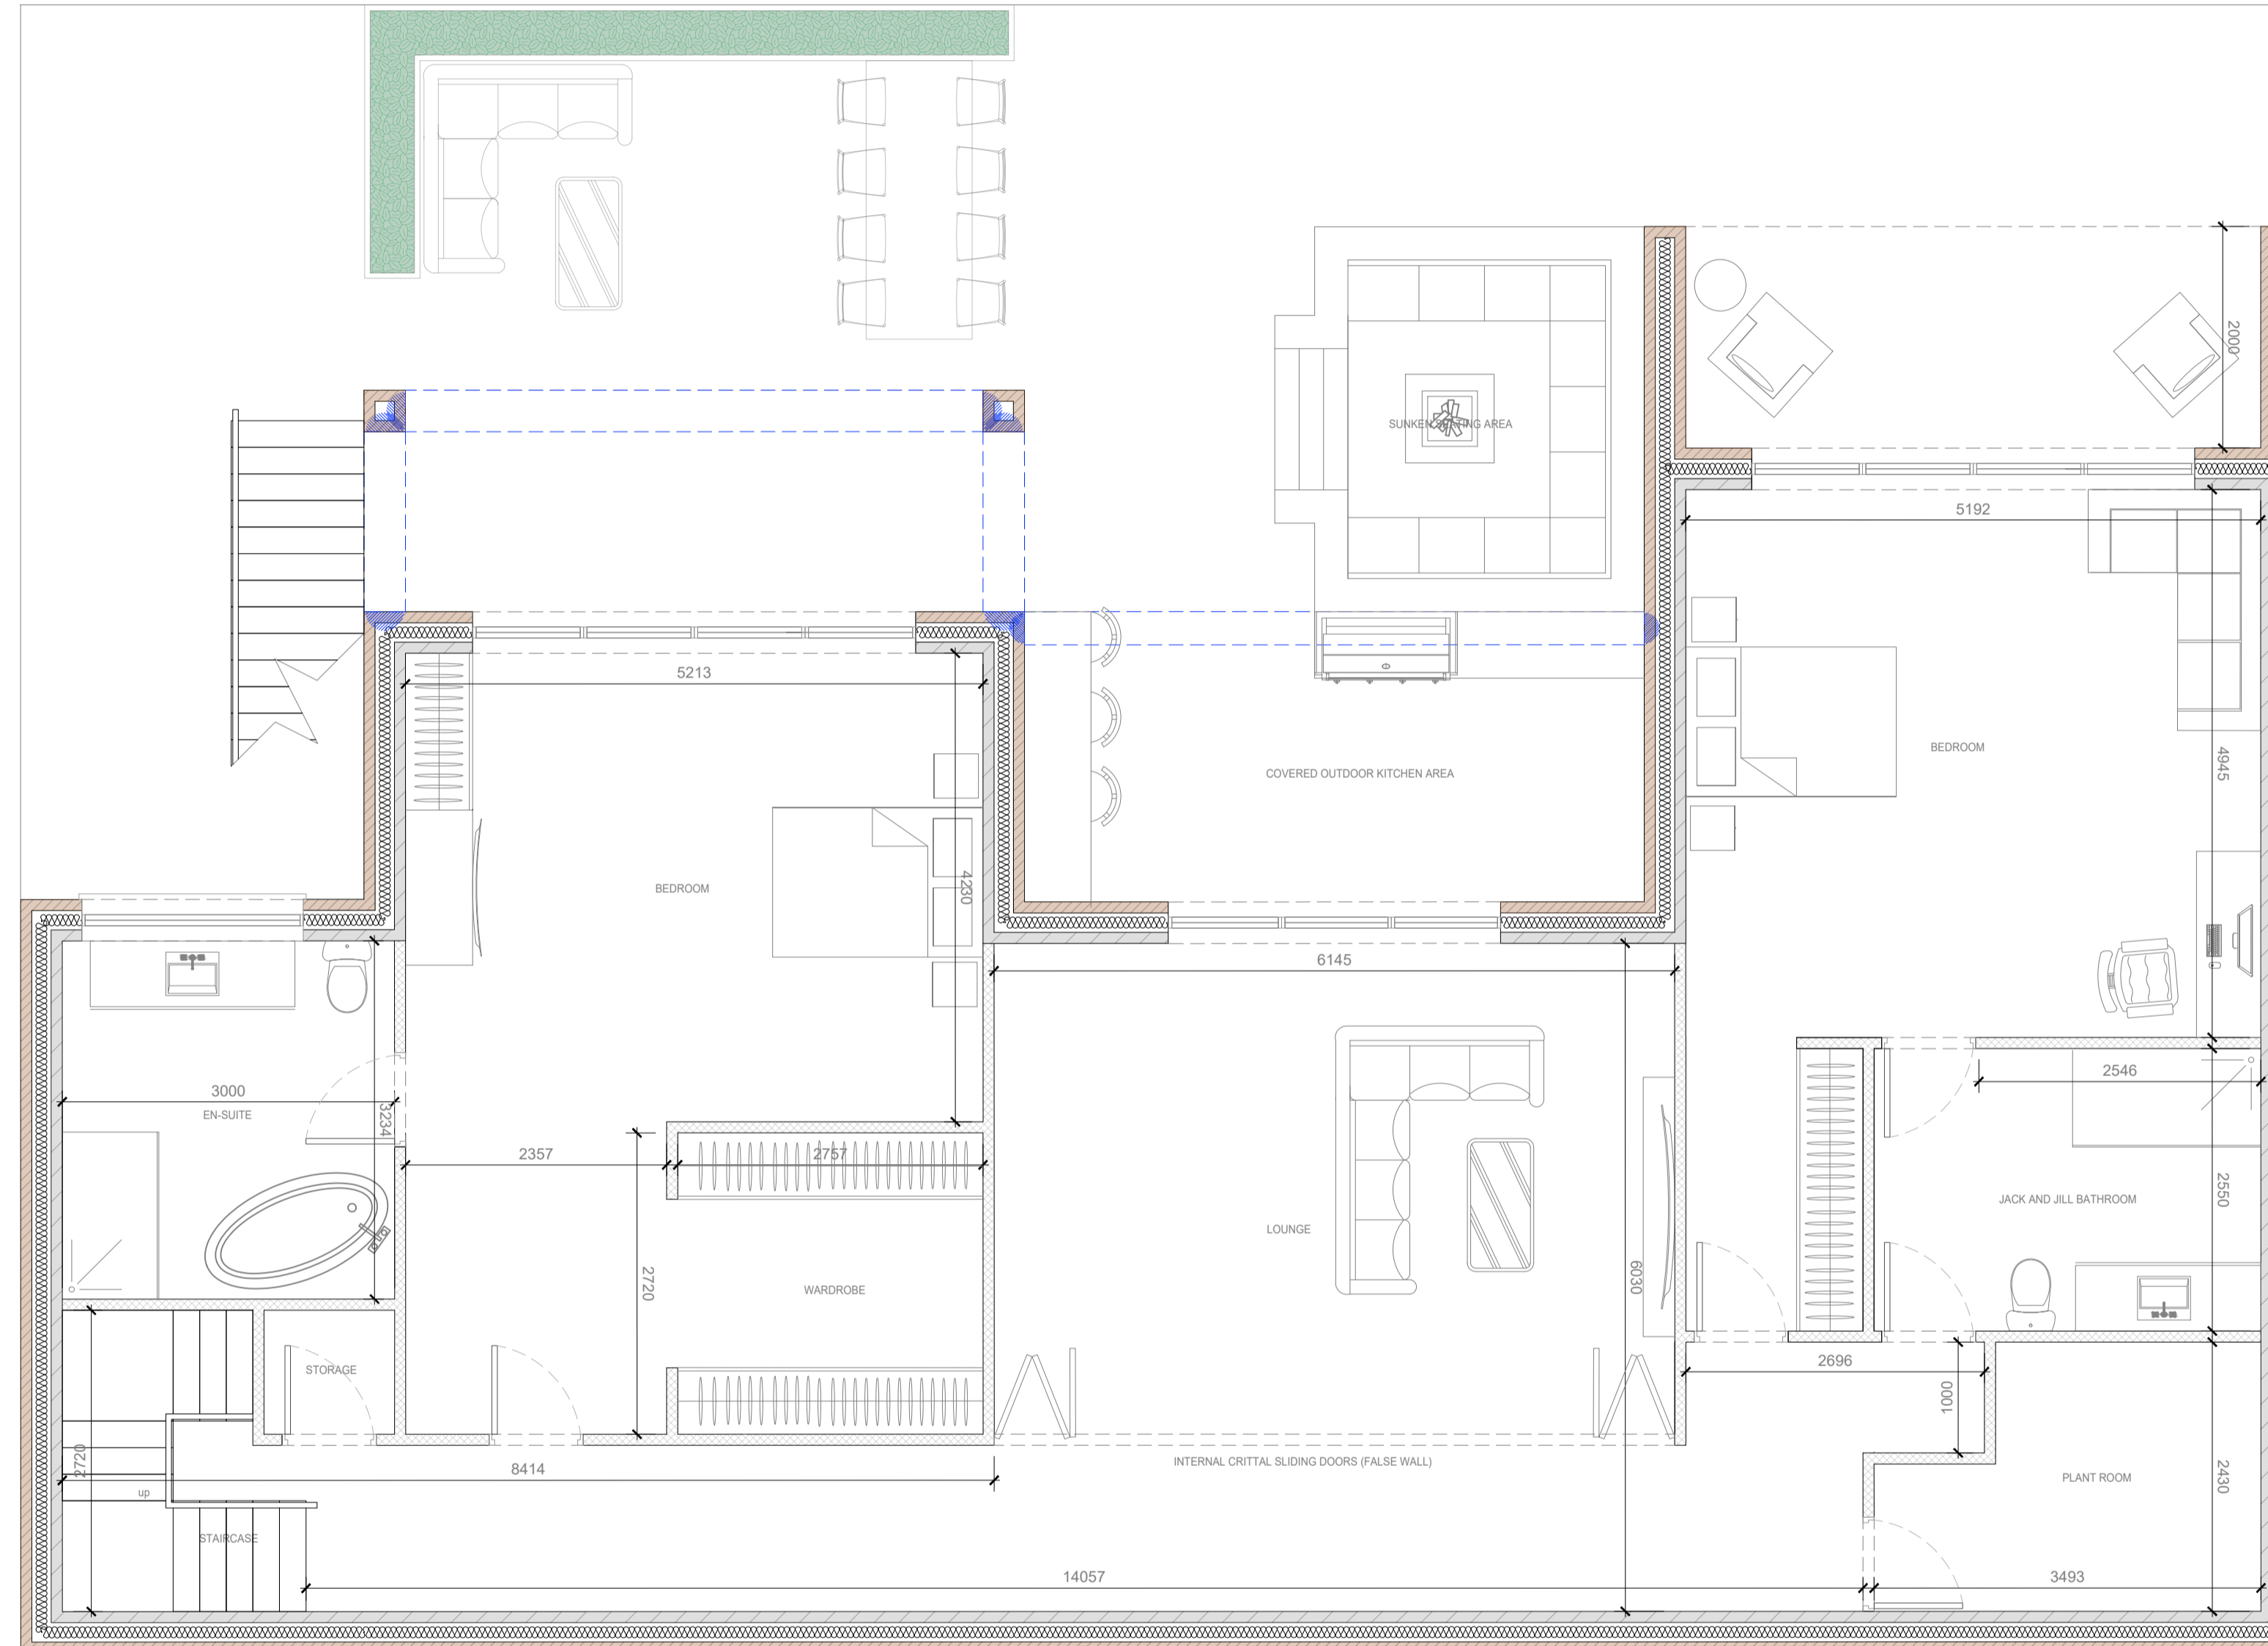 2000
SUNKEN SEATING AREA
5192
5213
BEDROOM
4945
COVERED OUTDOOR KITCHEN AREA
BEDROOM
4230
6145
3000
EN-SUITE
3234
2546
2357
2757
JACK AND JILL BATHROOM
2550
LOUNGE
2720
WARDROBE
6030
STORAGE
2696
1000
INTERNAL CRITTAL SLIDING DOORS (FALSE WALL)
8414
2720
up
PLANT ROOM
2430
STAIRCASE
14057
3493